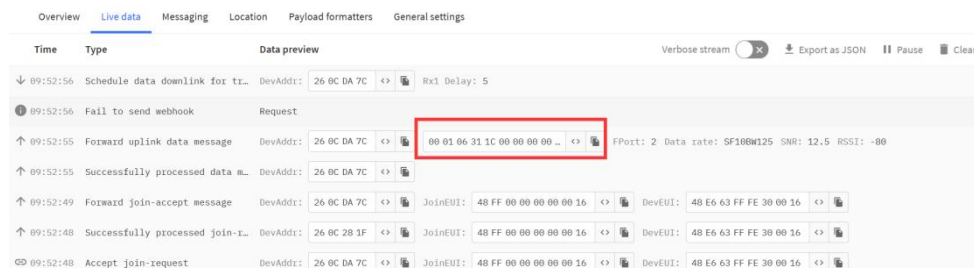 Overview Live data Messaging Location Payload formatters General settings
Time Type Data preview Verbose stream Export as JSON Pause Clear
09:52:56 Schedule data downlink for tr… DevAddr: 26 0C DA 7C Rx1 Delay: 5
09:52:56 Fail to send webhook Request
09:52:55 Forward uplink data message DevAddr: 26 0C DA 7C 00 01 06 31 1C 00 00 00 00 … FPort: 2 Data rate: SF10BW125 SNR: 12.5 RSSI: -80
09:52:55 Successfully processed data m… DevAddr: 26 0C DA 7C
09:52:49 Forward join-accept message DevAddr: 26 0C DA 7C JoinEUI: 48 FF 00 00 00 00 00 16 DevEUI: 48 E6 63 FF FE 30 00 16
09:52:48 Successfully processed join-r… DevAddr: 26 0C 28 1F JoinEUI: 48 FF 00 00 00 00 00 16 DevEUI: 48 E6 63 FF FE 30 00 16
09:52:48 Accept join-request DevAddr: 26 0C DA 7C JoinEUI: 48 FF 00 00 00 00 00 16 DevEUI: 48 E6 63 FF FE 30 00 16